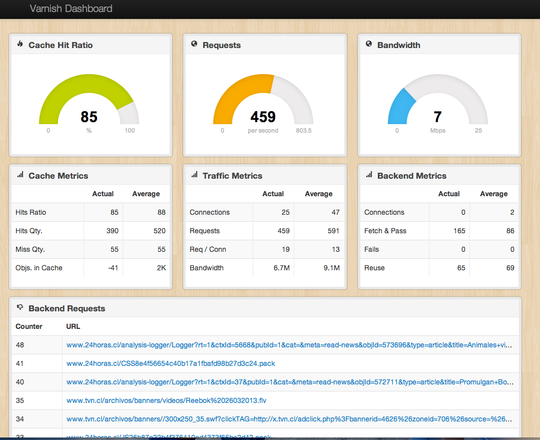 Varnish Dashboard
Cache Hit Ratio
85
0 % 100
Requests
459
0 per second 803.5
Bandwidth
7
0 Mbps 25
Cache Metrics
Actual Average
Hits Ratio 85 88
Hits Qty. 390 520
Miss Qty. 55 55
Objs. in Cache -41 2K
Traffic Metrics
Actual Average
Connections 25 47
Requests 459 591
Req / Conn 19 13
Bandwidth 6.7M 9.1M
Backend Metrics
Actual Average
Connections 0 2
Fetch & Pass 165 86
Fails 0 0
Reuse 65 69
Backend Requests
Counter URL
48 www.24horas.cl/analysis-logger/Logger?rt=1&ctxId=5668&pubId=1&cat=&meta=read-news&objId=573696&type=article&title=Animales+vi...
41 www.24horas.cl/CSS8e4f56654c40b17a1fbafd98b27d3c24.pack
40 www.24horas.cl/analysis-logger/Logger?rt=1&ctxId=37&pubId=1&cat=&meta=read-news&objId=572711&type=article&title=Promulgan+Bo...
35 www.tvn.cl/archivos/banners/videos/Reebok%2026032013.flv
34 www.tvn.cl/archivos/banners//300x250_35.swf?clickTAG=http://x.tvn.cl/adclick.php%3Fbannerid=4626%26zoneid=706%26source=%26...